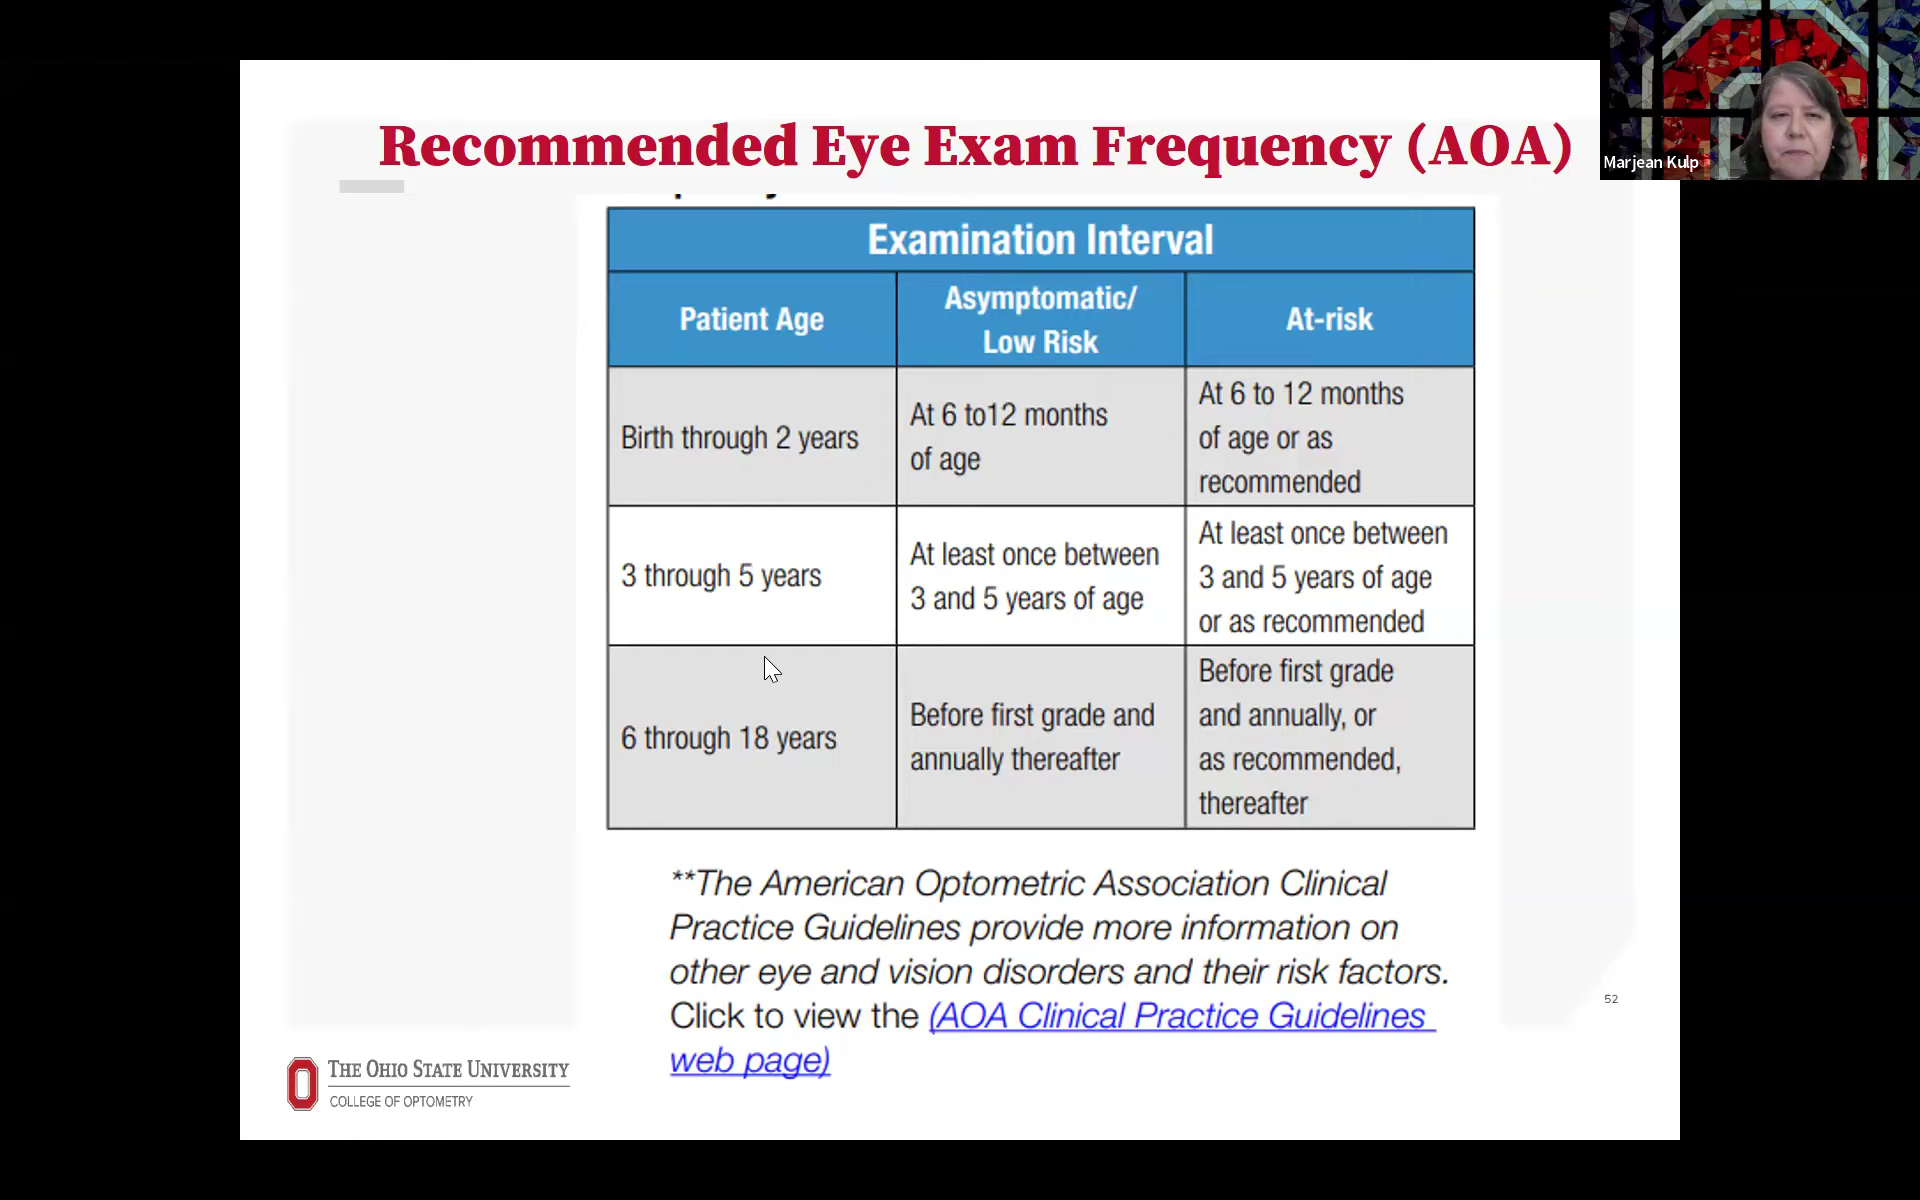 Recommended Eye Exam Frequency (AOA)
Marjean Kulp
Examination Interval
Patient Age
Asymptomatic/
Low Risk
At-risk
Birth through 2 years
At 6 to12 months
of age
At 6 to 12 months
of age or as
recommended
3 through 5 years
At least once between
3 and 5 years of age
At least once between
3 and 5 years of age
or as recommended
6 through 18 years
Before first grade and
annually thereafter
Before first grade
and annually, or
as recommended,
thereafter
**The American Optometric Association Clinical
Practice Guidelines provide more information on
other eye and vision disorders and their risk factors.
Click to view the (AOA Clinical Practice Guidelines
web page)
52
THE OHIO STATE UNIVERSITY
COLLEGE OF OPTOMETRY